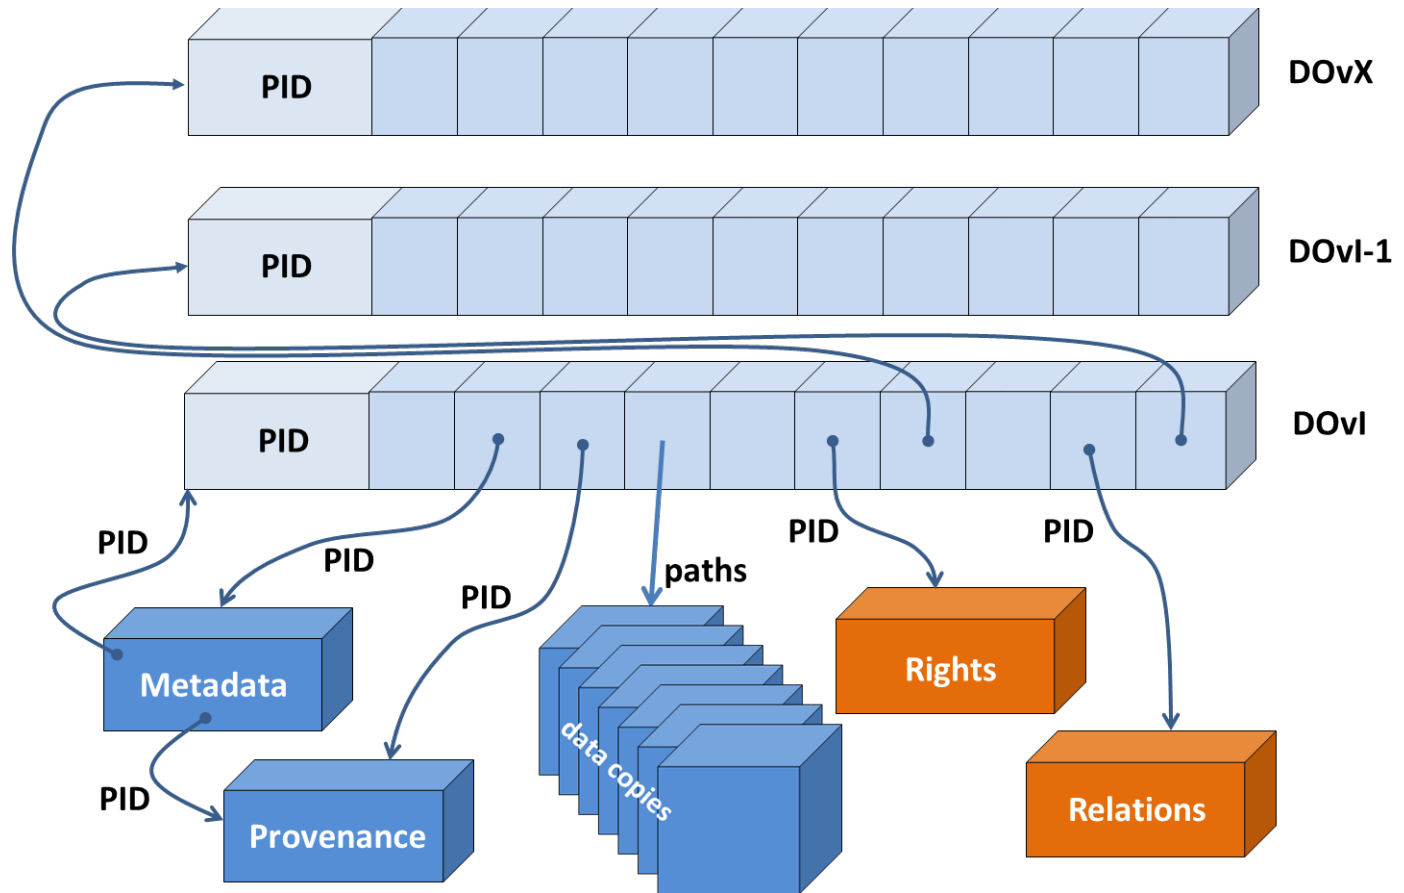 PID
DOvX
PID
DOvI-1
PID
DOvI
PID
PID
PID
paths
PID
PID
Metadata
Rights
data copies
PID
Provenance
Relations